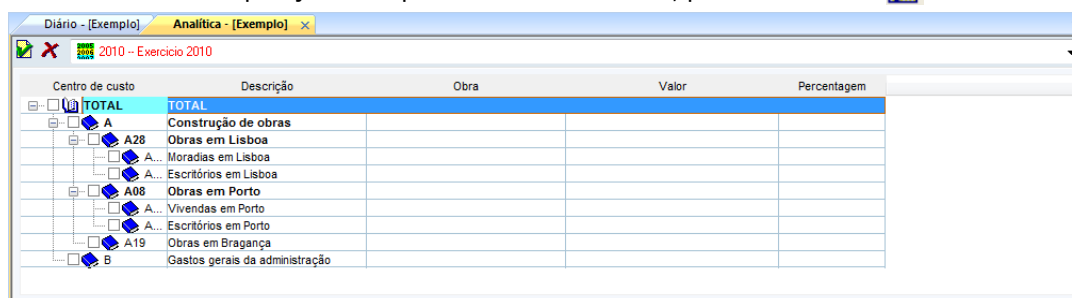 Diário - [Exemplo] Analítica - [Exemplo]
2010 -- Exercicio 2010
Centro de custo Descrição Obra Valor Percentagem
TOTAL TOTAL
A Construção de obras
A28 Obras em Lisboa
A... Moradias em Lisboa
A... Escritórios em Lisboa
A08 Obras em Porto
A... Vivendas em Porto
A... Escritórios em Porto
A19 Obras em Bragança
B Gastos gerais da administração